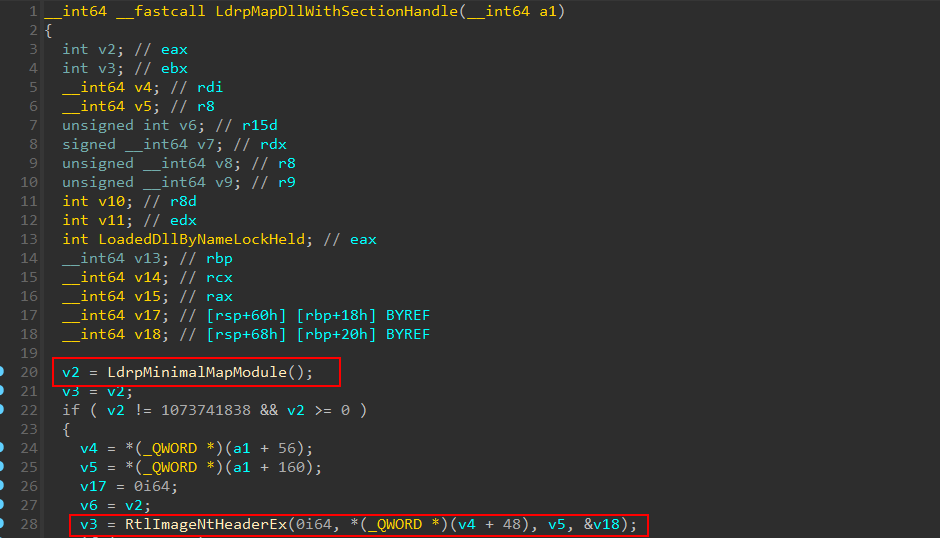 1 __int64 __fastcall LdrpMapDllWithSectionHandle(__int64 a1)
2 {
3 int v2; // eax
4 int v3; // ebx
5 __int64 v4; // rdi
6 __int64 v5; // r8
7 unsigned int v6; // r15d
8 signed __int64 v7; // rdx
9 unsigned __int64 v8; // r8
10 unsigned __int64 v9; // r9
11 int v10; // r8d
12 int v11; // edx
13 int LoadedDllByNameLockHeld; // eax
14 __int64 v13; // rbp
15 __int64 v14; // rcx
16 __int64 v15; // rax
17 __int64 v17; // [rsp+60h] [rbp+18h] BYREF
18 __int64 v18; // [rsp+68h] [rbp+20h] BYREF
19
20 v2 = LdrpMinimalMapModule();
21 v3 = v2;
22 if ( v2 != 1073741838 && v2 >= 0 )
23 {
24 v4 = *(_QWORD *)(a1 + 56);
25 v5 = *(_QWORD *)(a1 + 160);
26 v17 = 0i64;
27 v6 = v2;
28 v3 = RtlImageNtHeaderEx(0i64, *(_QWORD *)(v4 + 48), v5, &v18);